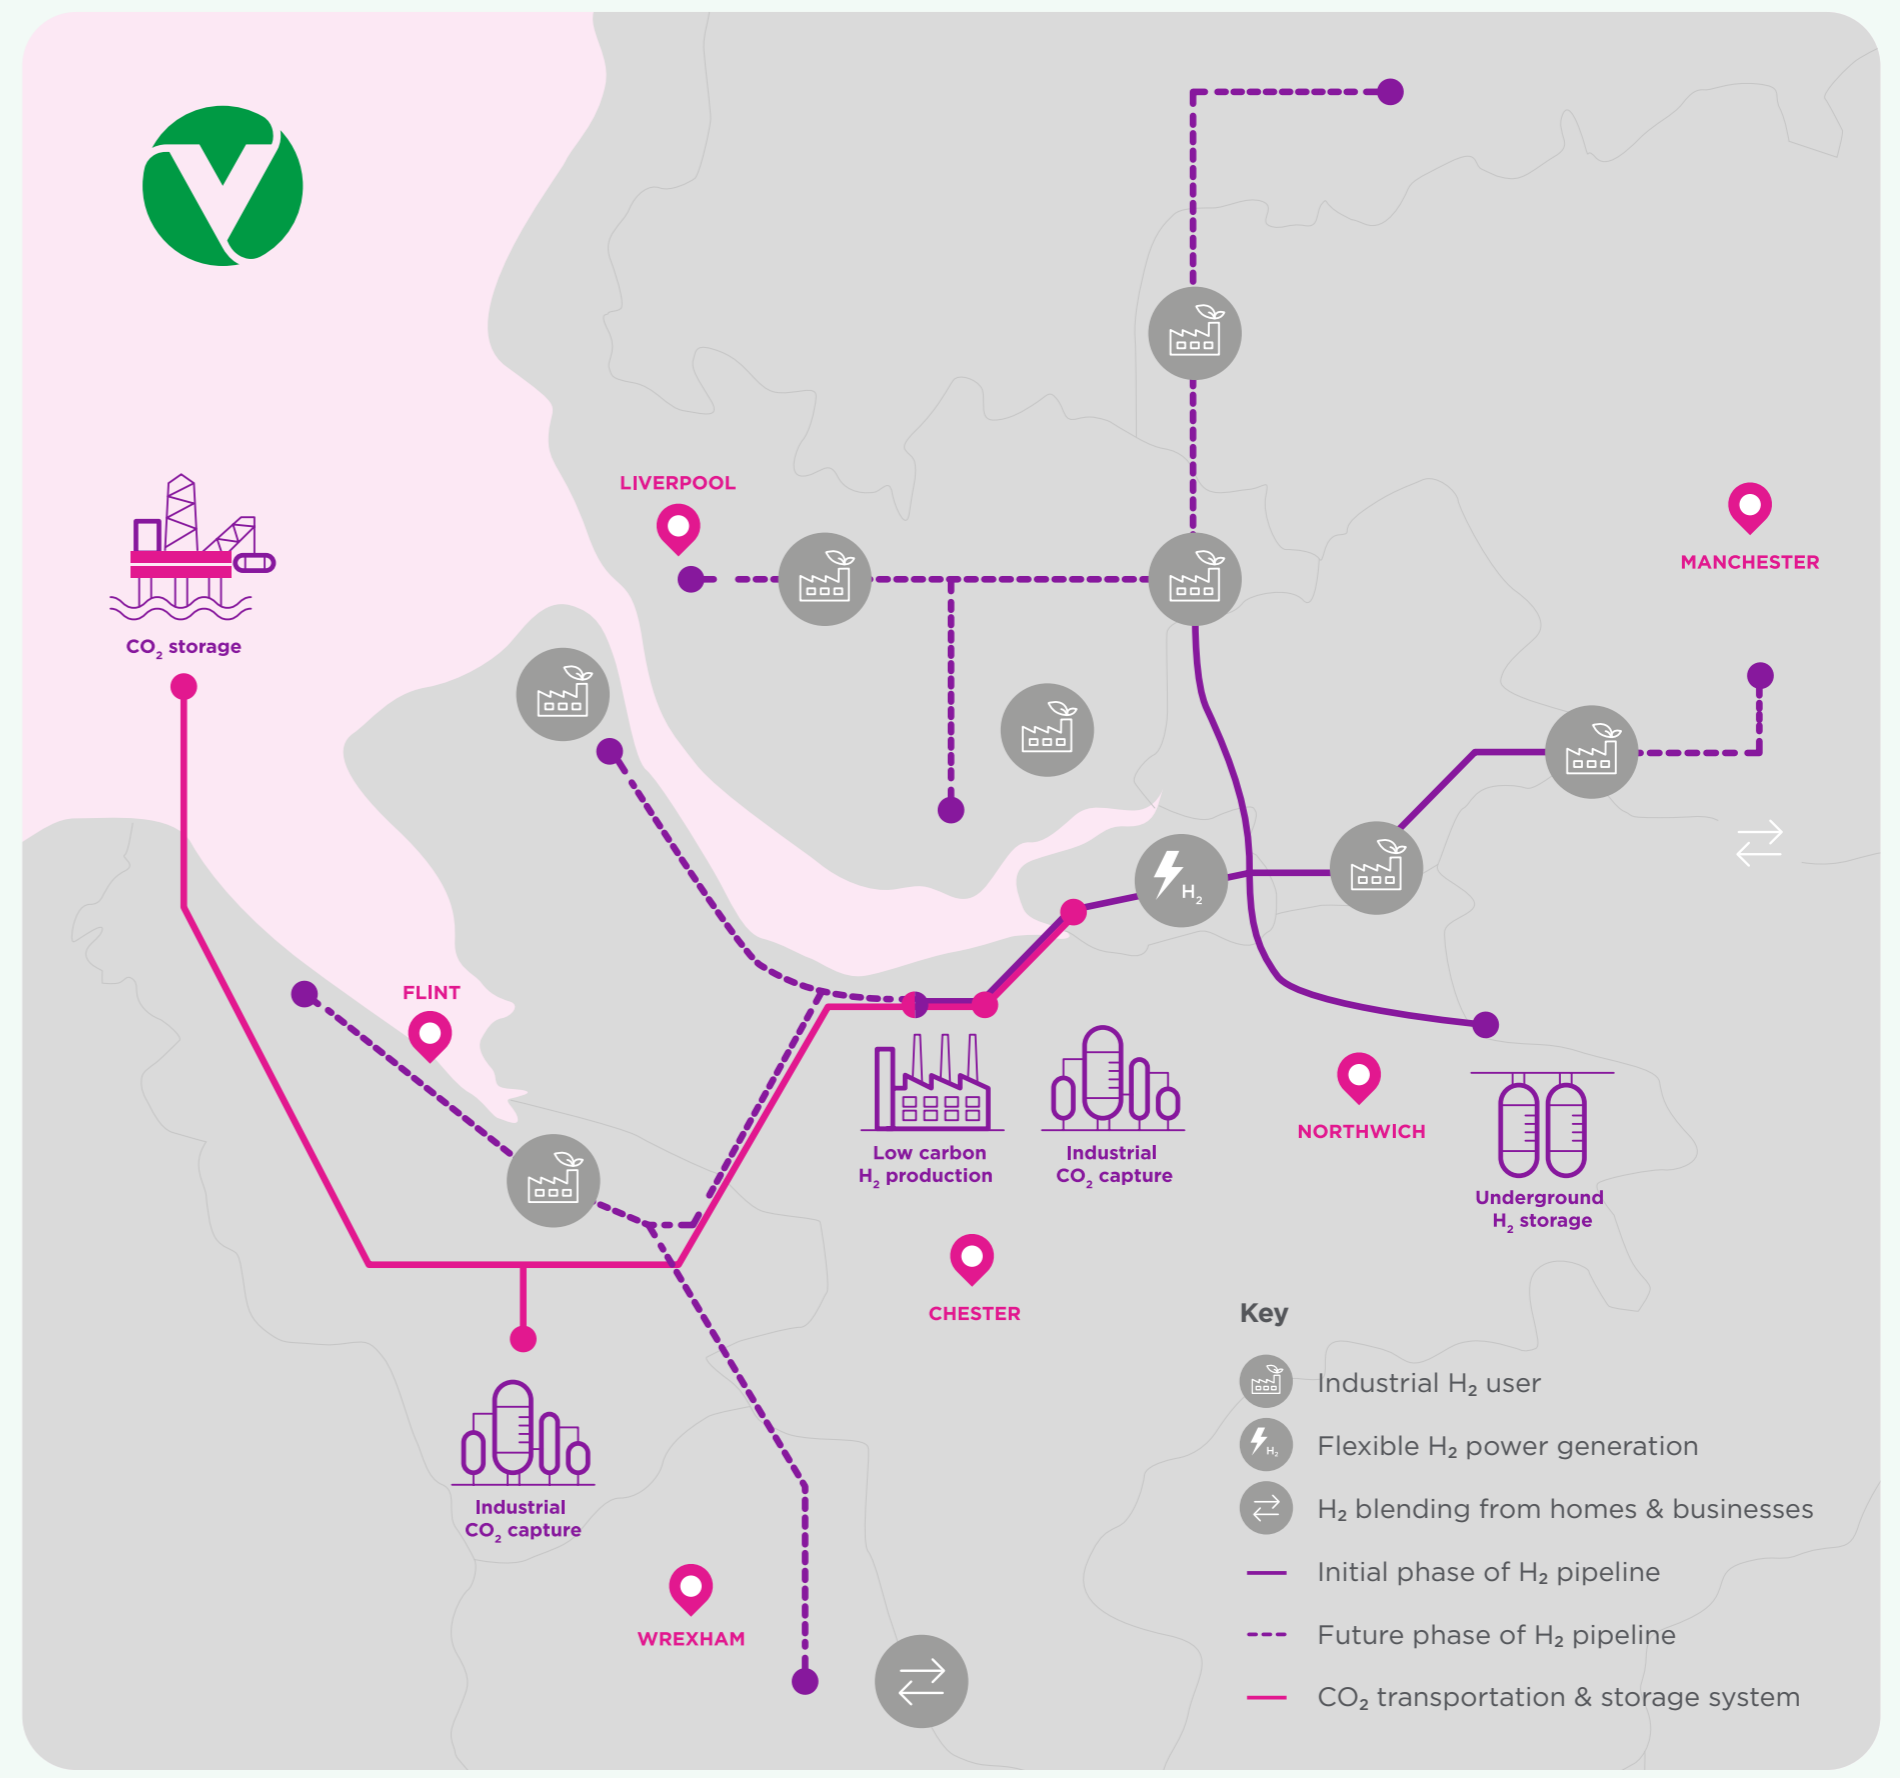 LIVERPOOL
MANCHESTER
CO₂ storage
H₂
FLINT
Low carbon
H₂ production
Industrial
CO₂ capture
NORTHWICH
Underground
H₂ storage
CHESTER
Industrial
CO₂ capture
WREXHAM
Key
Industrial H₂ user
H₂
Flexible H₂ power generation
H₂ blending from homes & businesses
Initial phase of H₂ pipeline
Future phase of H₂ pipeline
CO₂ transportation & storage system